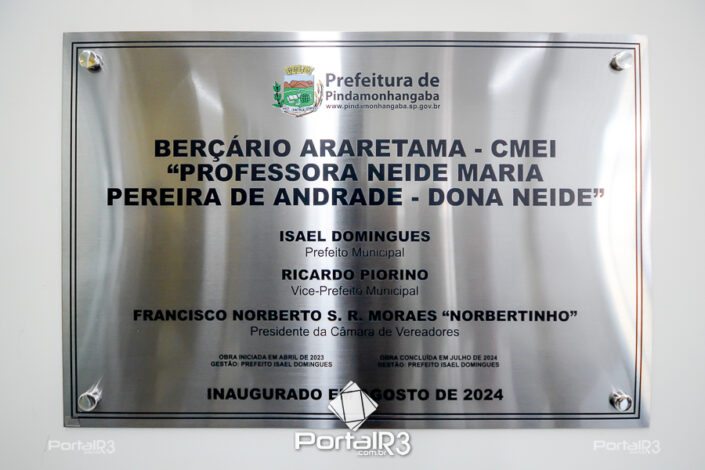 Prefeitura de
Pindamonhangaba
www.pindamonhangaba.sp.gov.br
BERÇÁRIO ARARETAMA - CMEI
“PROFESSORA NEIDE MARIA
PEREIRA DE ANDRADE - DONA NEIDE”
ISAEL DOMINGUES
Prefeito Municipal
RICARDO PIORINO
Vice-Prefeito Municipal
FRANCISCO NORBERTO S. R. MORAES “NORBERTINHO”
Presidente da Câmara de Vereadores
OBRA INICIADA EM ABRIL DE 2023
GESTÃO: PREFEITO ISAEL DOMINGUES
OBRA CONCLUÍDA EM JULHO DE 2024
GESTÃO: PREFEITO ISAEL DOMINGUES
INAUGURADO DE 2024
PortalR3
.com.br
PortalR3
PortalR3